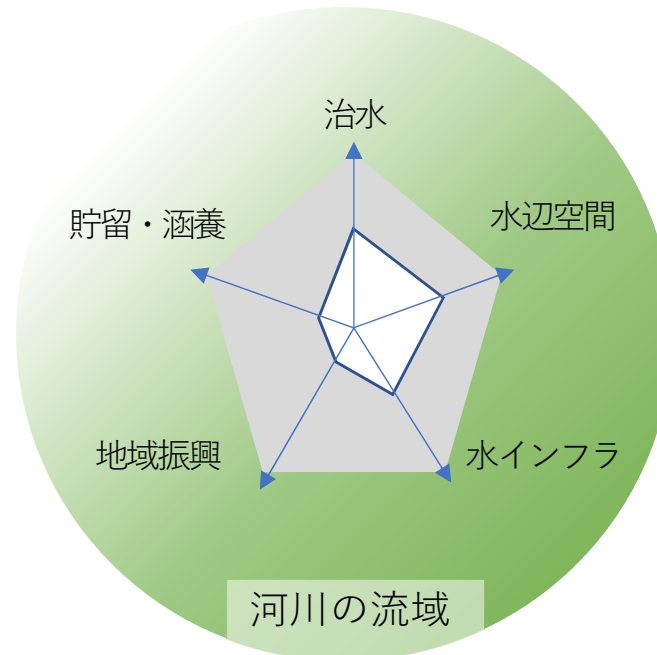 治水
水辺空間
貯留・涵養
地域振興
水インフラ
河川の流域